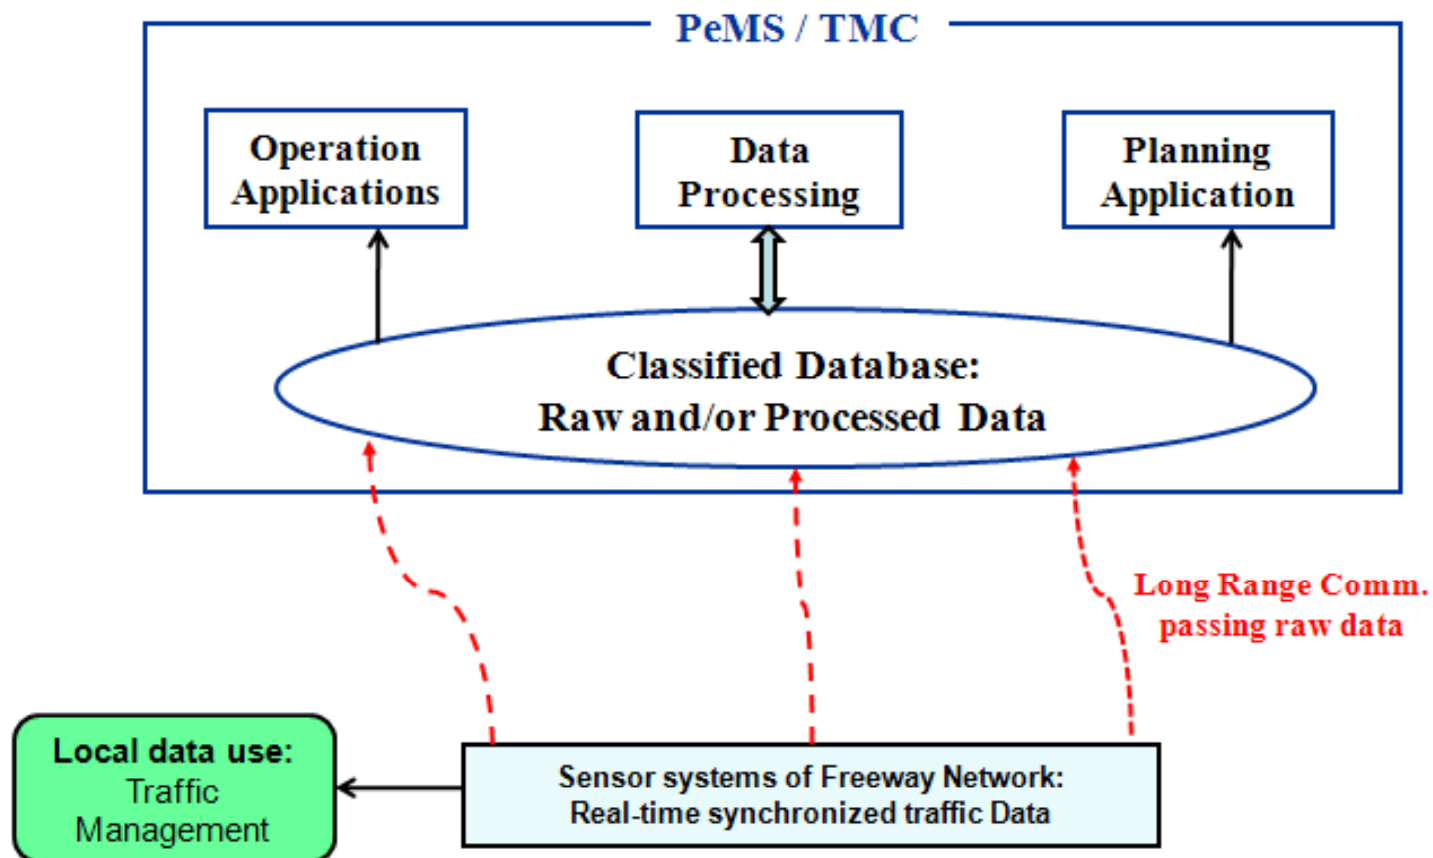 PeMS / TMC
Operation
Applications
Data
Processing
Planning
Application
Classified Database:
Raw and/or Processed Data
Long Range Comm.
passing raw data
Local data use:
Traffic
Management
Sensor systems of Freeway Network:
Real-time synchronized traffic Data